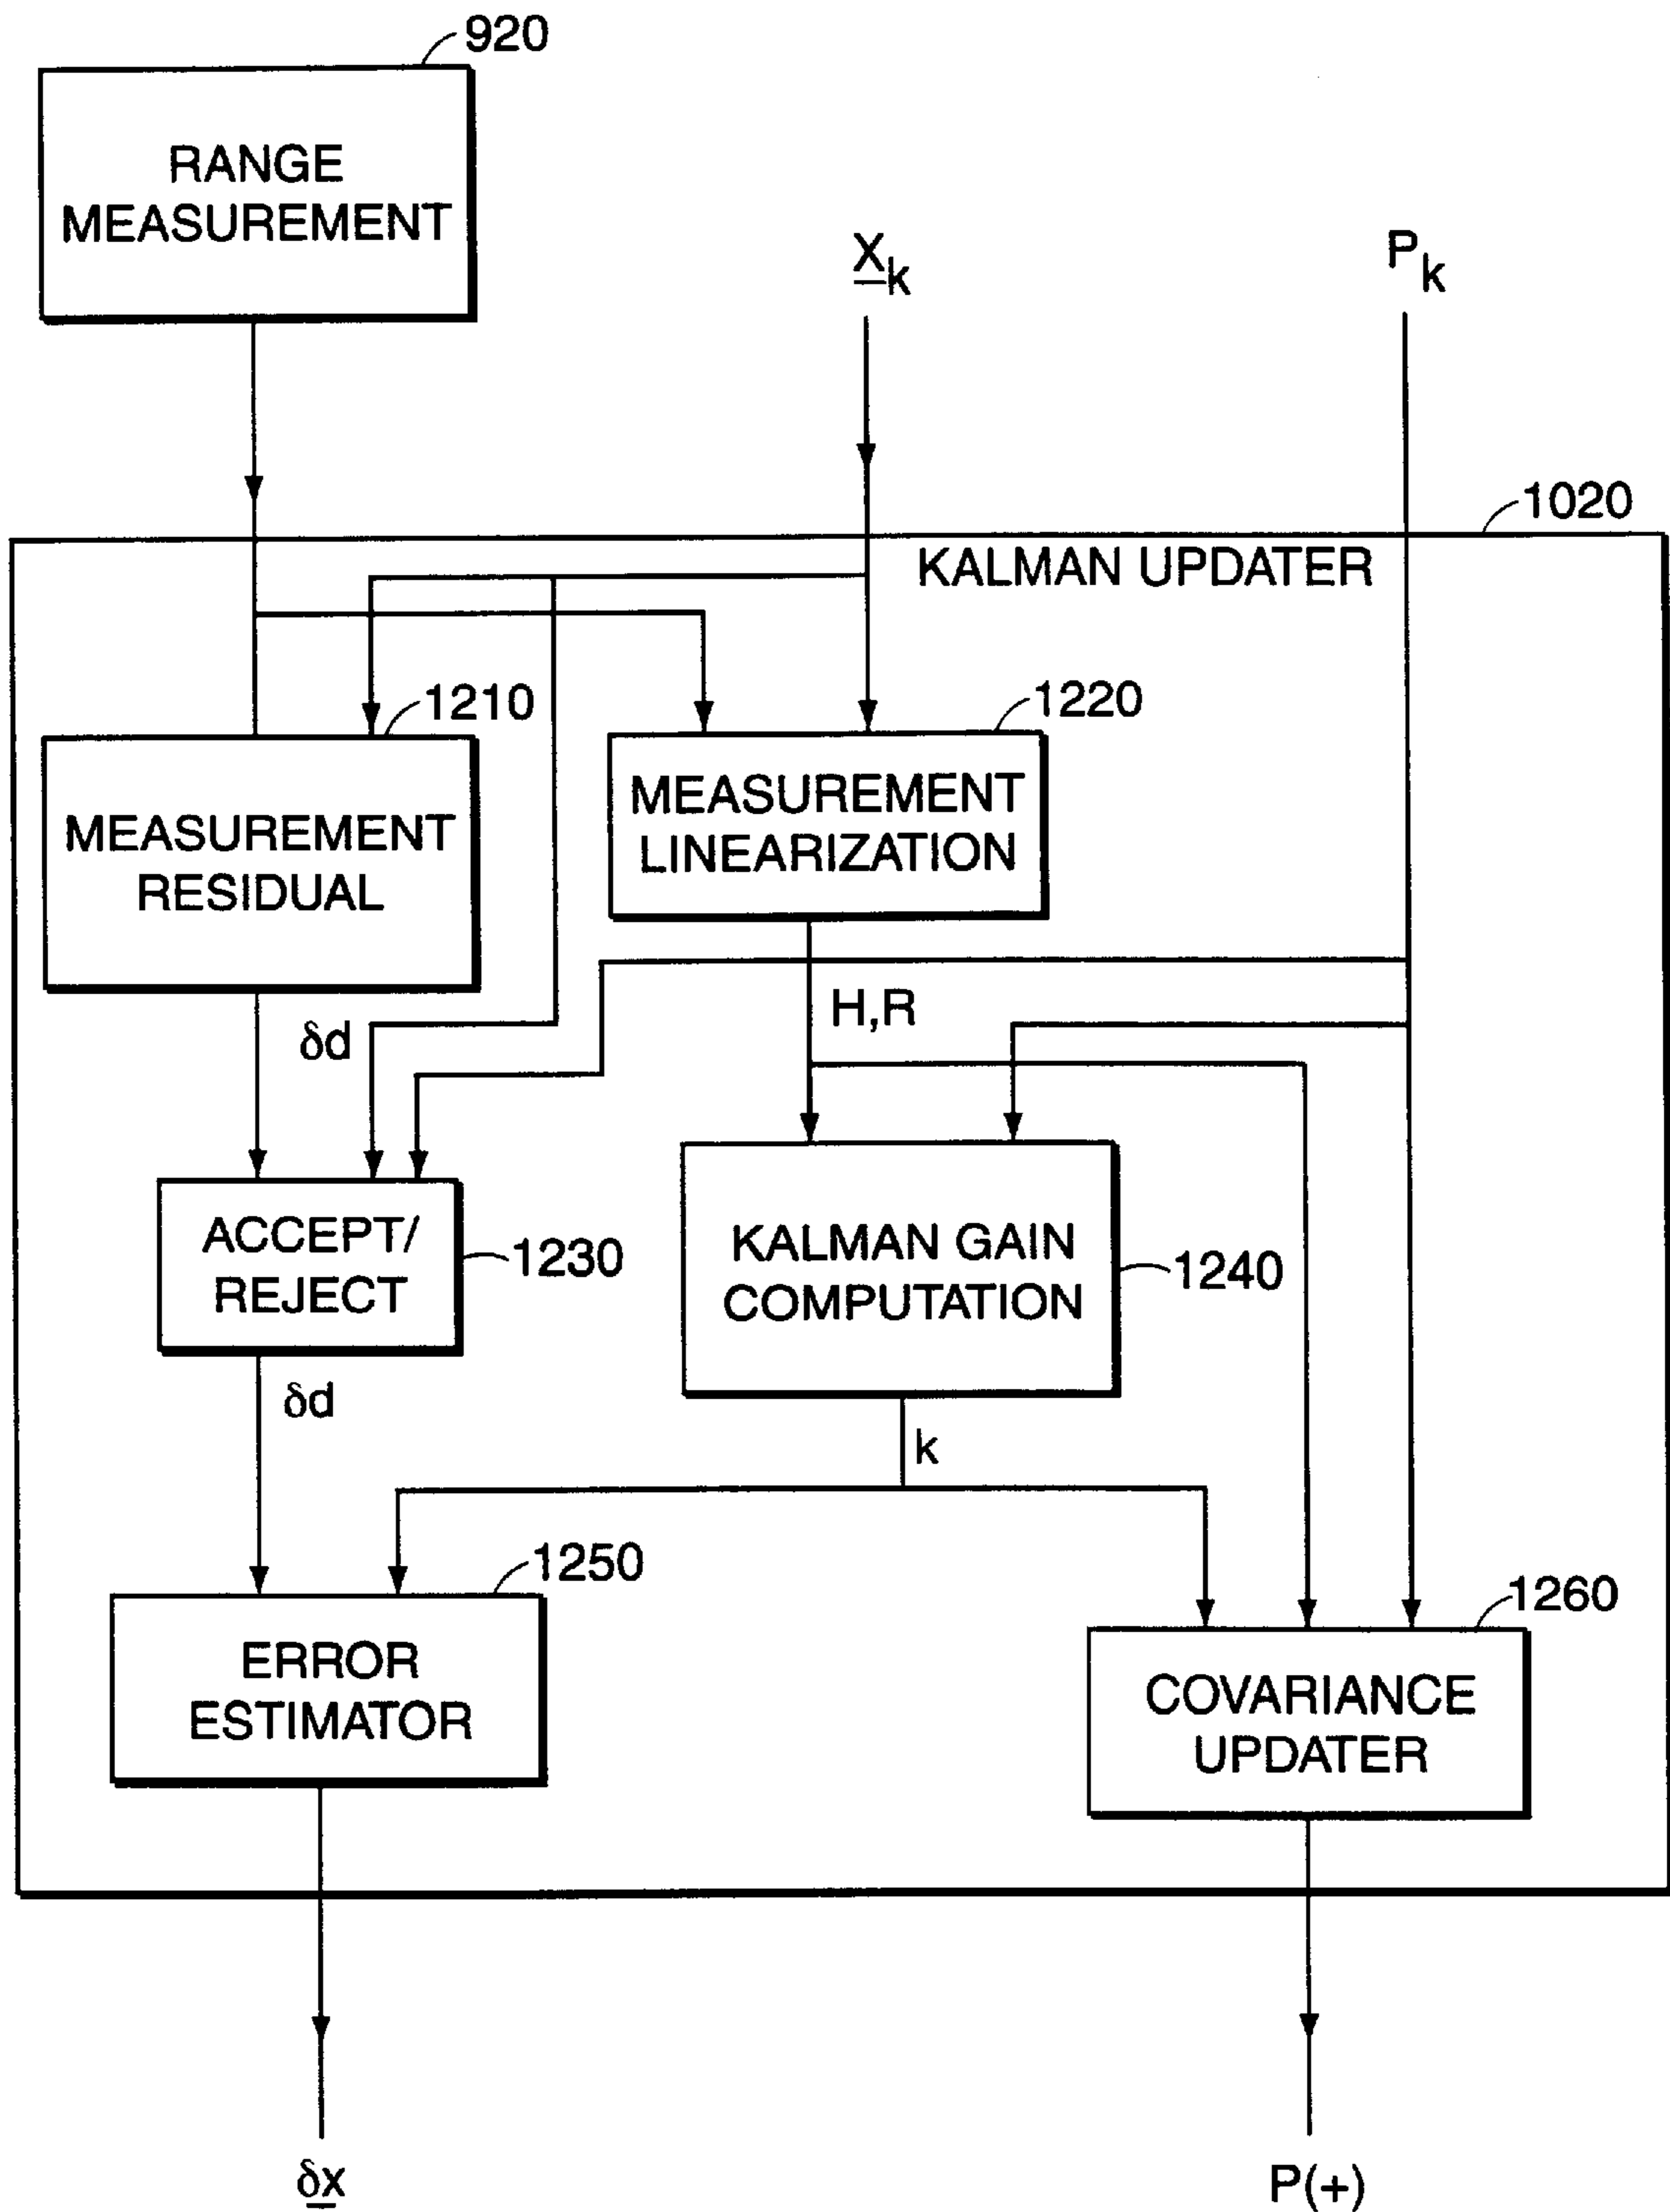 920
RANGE
MEASUREMENT
X_k
P_k
1020
KALMAN UPDATER
1210
1220
MEASUREMENT
RESIDUAL
MEASUREMENT
LINEARIZATION
δd
H,R
ACCEPT/
REJECT
1230
KALMAN GAIN
COMPUTATION
1240
δd
k
1250
1260
ERROR
ESTIMATOR
COVARIANCE
UPDATER
δx
P(+)